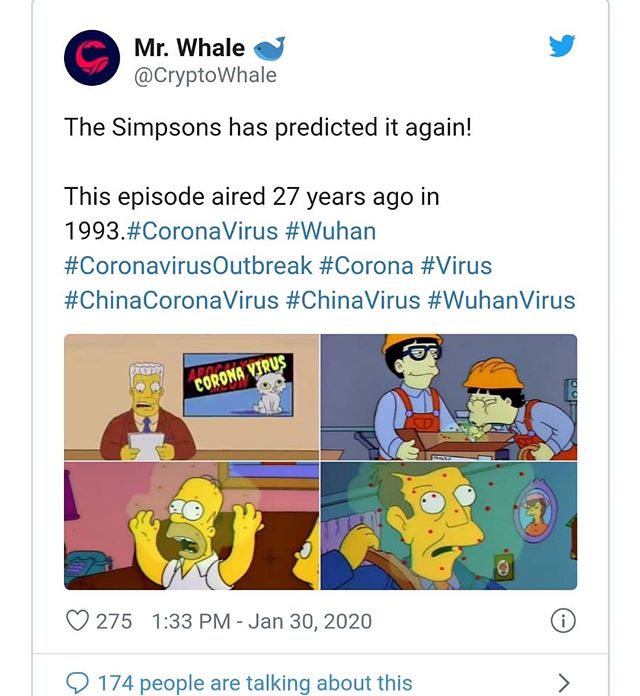 Mr. Whale
@CryptoWhale
The Simpsons has predicted it again!
This episode aired 27 years ago in
1993.#CoronaVirus #Wuhan
#CoronavirusOutbreak #Corona #Virus
#ChinaCoronaVirus #ChinaVirus #WuhanVirus
APOCALYPSE
CORONA VIRUS
MEOW
275 1:33 PM - Jan 30, 2020
174 people are talking about this